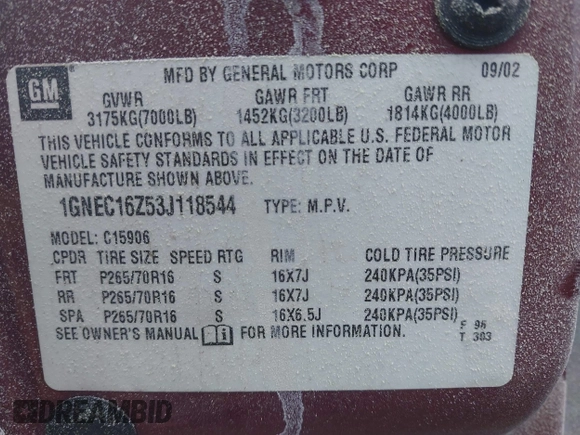 GM
MFD BY GENERAL MOTORS CORP 09/02
GVWR GAWR FRT GAWR RR
3175KG(7000LB) 1452KG(3200LB) 1814KG(4000LB)
THIS VEHICLE CONFORMS TO ALL APPLICABLE U.S. FEDERAL MOTOR
VEHICLE SAFETY STANDARDS IN EFFECT ON THE DATE OF
MANUFACTURE SHOWN ABOVE.
1GNEC16Z53J118544 TYPE: M.P.V.
MODEL: C15906
CPDR TIRE SIZE SPEED RTG RIM COLD TIRE PRESSURE
FRT P265/70R16 S 16X7J 240KPA(35PSI)
RR P265/70R16 S 16X7J 240KPA(35PSI)
SPA P265/70R16 S 16X6.5J 240KPA(35PSI)
SEE OWNER'S MANUAL i FOR MORE INFORMATION.
F 96
T 303
DREAMBID